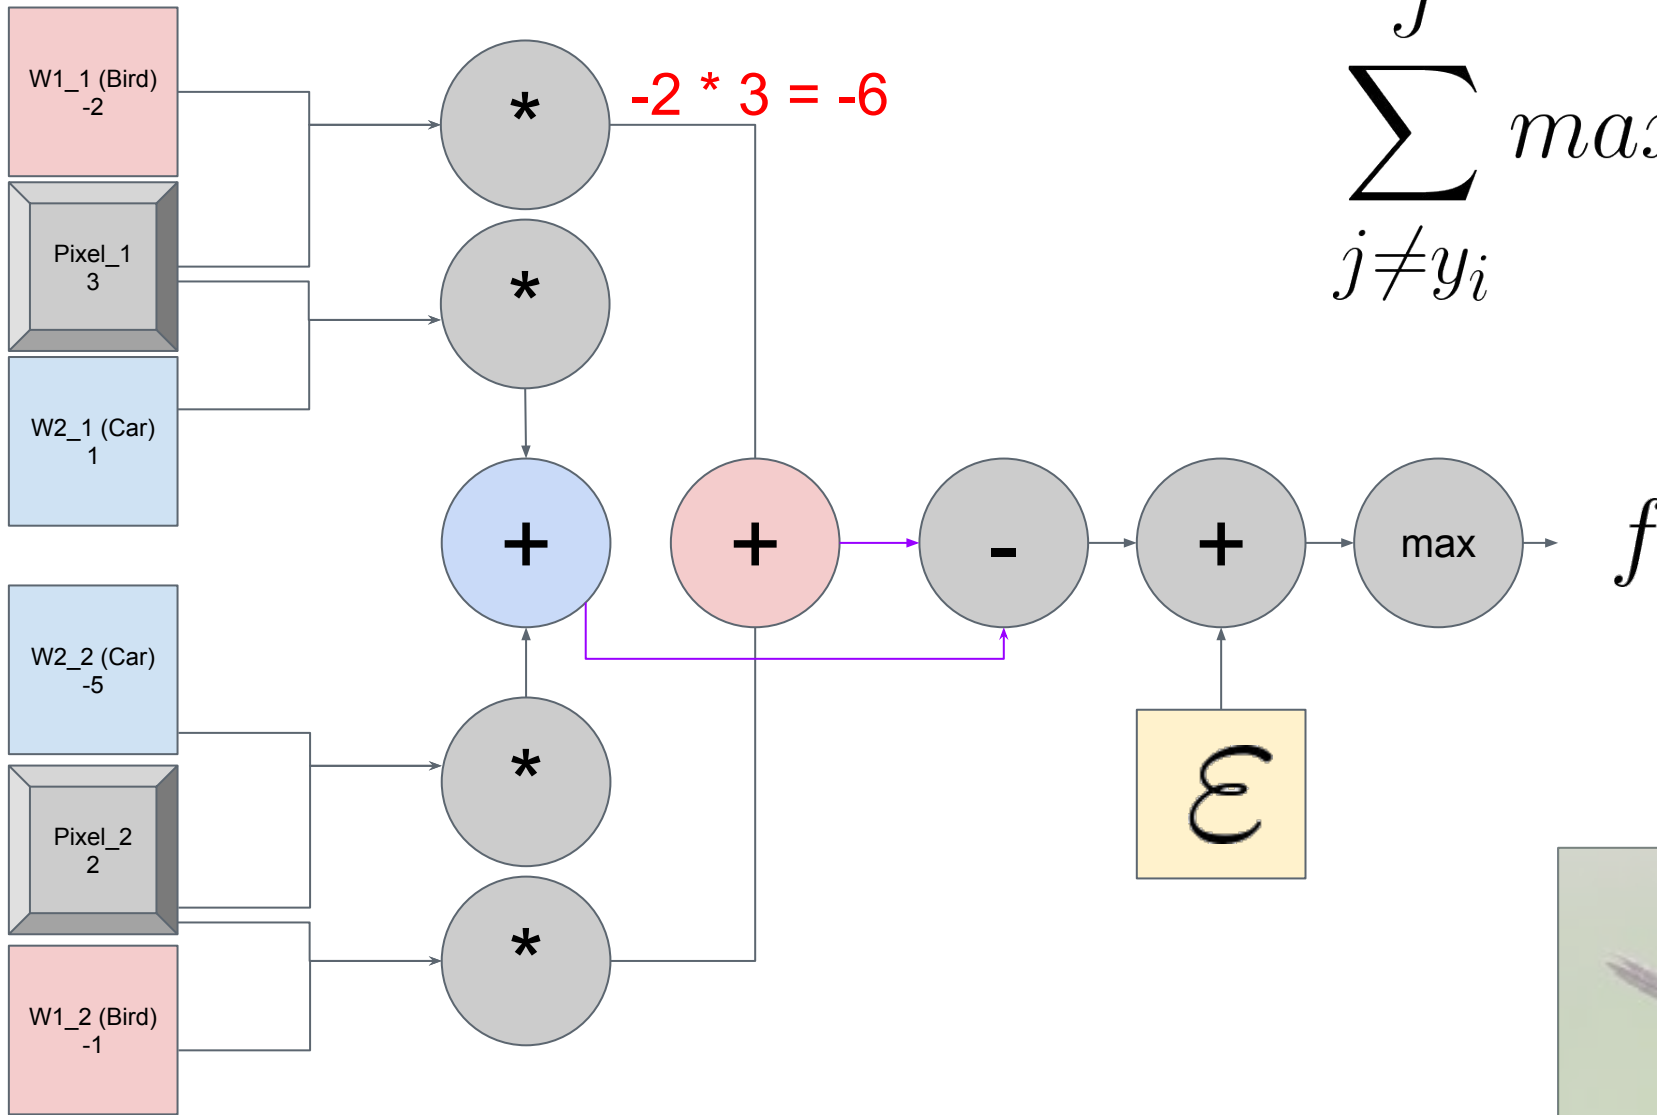 W1_1 (Bird)
-2
*
-2 * 3 = -6
j≠y_i
∑
Pixel_1
3
*
W2_1 (Car)
1
+
+
-
+
max
f
W2_2 (Car)
-5
*
ε
Pixel_2
2
*
W1_2 (Bird)
-1